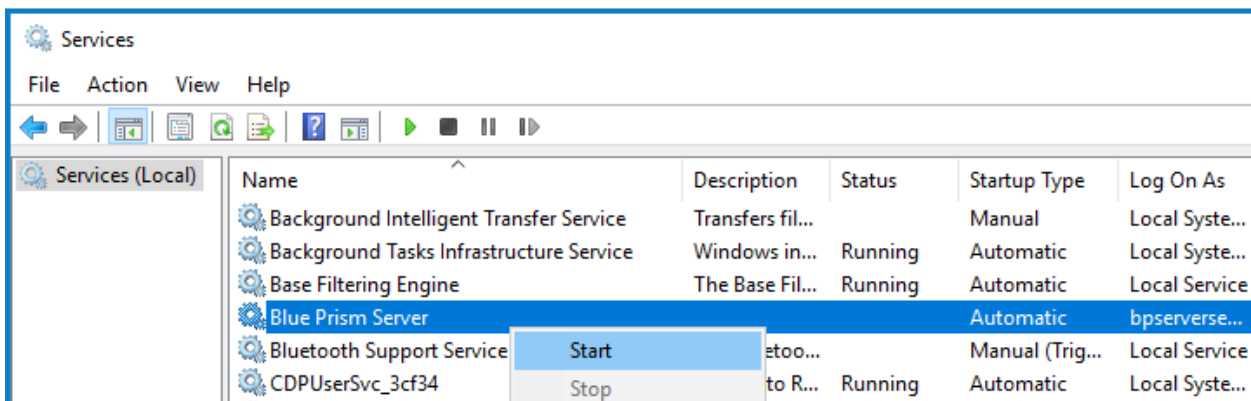 Services
File Action View Help
Services (Local)
Name Description Status Startup Type Log On As
Background Intelligent Transfer Service Transfers fil... Manual Local Syste...
Background Tasks Infrastructure Service Windows in... Running Automatic Local Syste...
Base Filtering Engine The Base Fil... Running Automatic Local Service
Blue Prism Server Automatic bpserverse...
Bluetooth Support Service Start etoo... Manual (Trig... Local Service
CDPUserSvc_3cf34 Stop to R... Running Automatic Local Syste...